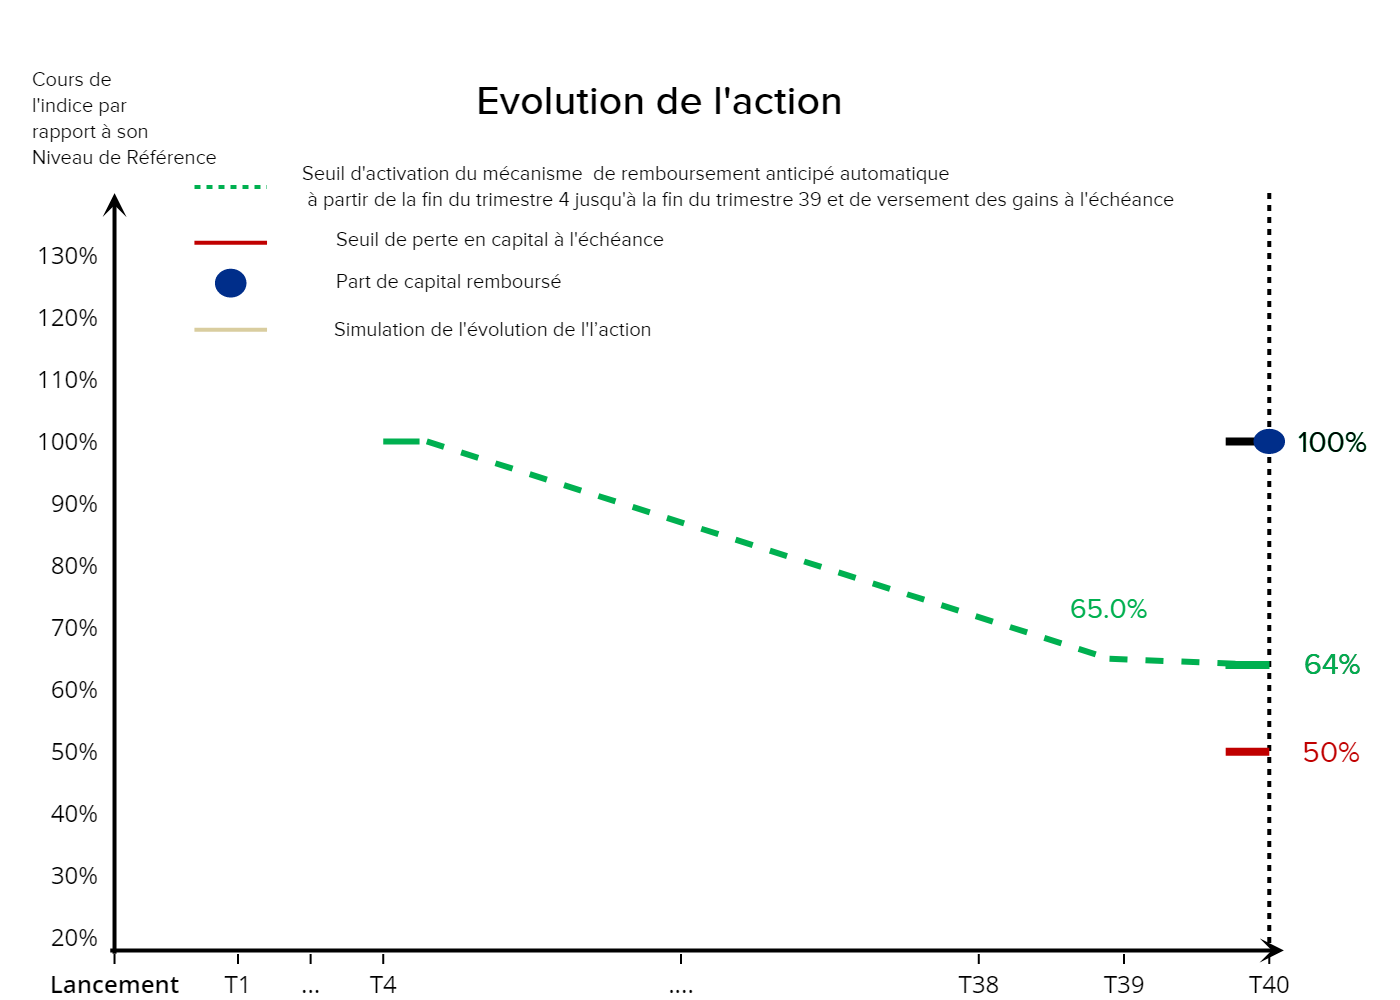 Cours de
l'indice par
rapport à son
Niveau de Référence
Evolution de l'action
Seuil d'activation du mécanisme  de remboursement anticipé automatique
à partir de la fin du trimestre 4 jusqu'à la fin du trimestre 39 et de versement des gains à l'échéance
Seuil de perte en capital à l'échéance
Part de capital remboursé
Simulation de l'évolution de l'l’action
130%
120%
110%
100%
100%
90%
80%
70%
65.0%
64%
60%
50%
50%
40%
30%
20%
Lancement T1 ... T4 .... T38 T39 T40